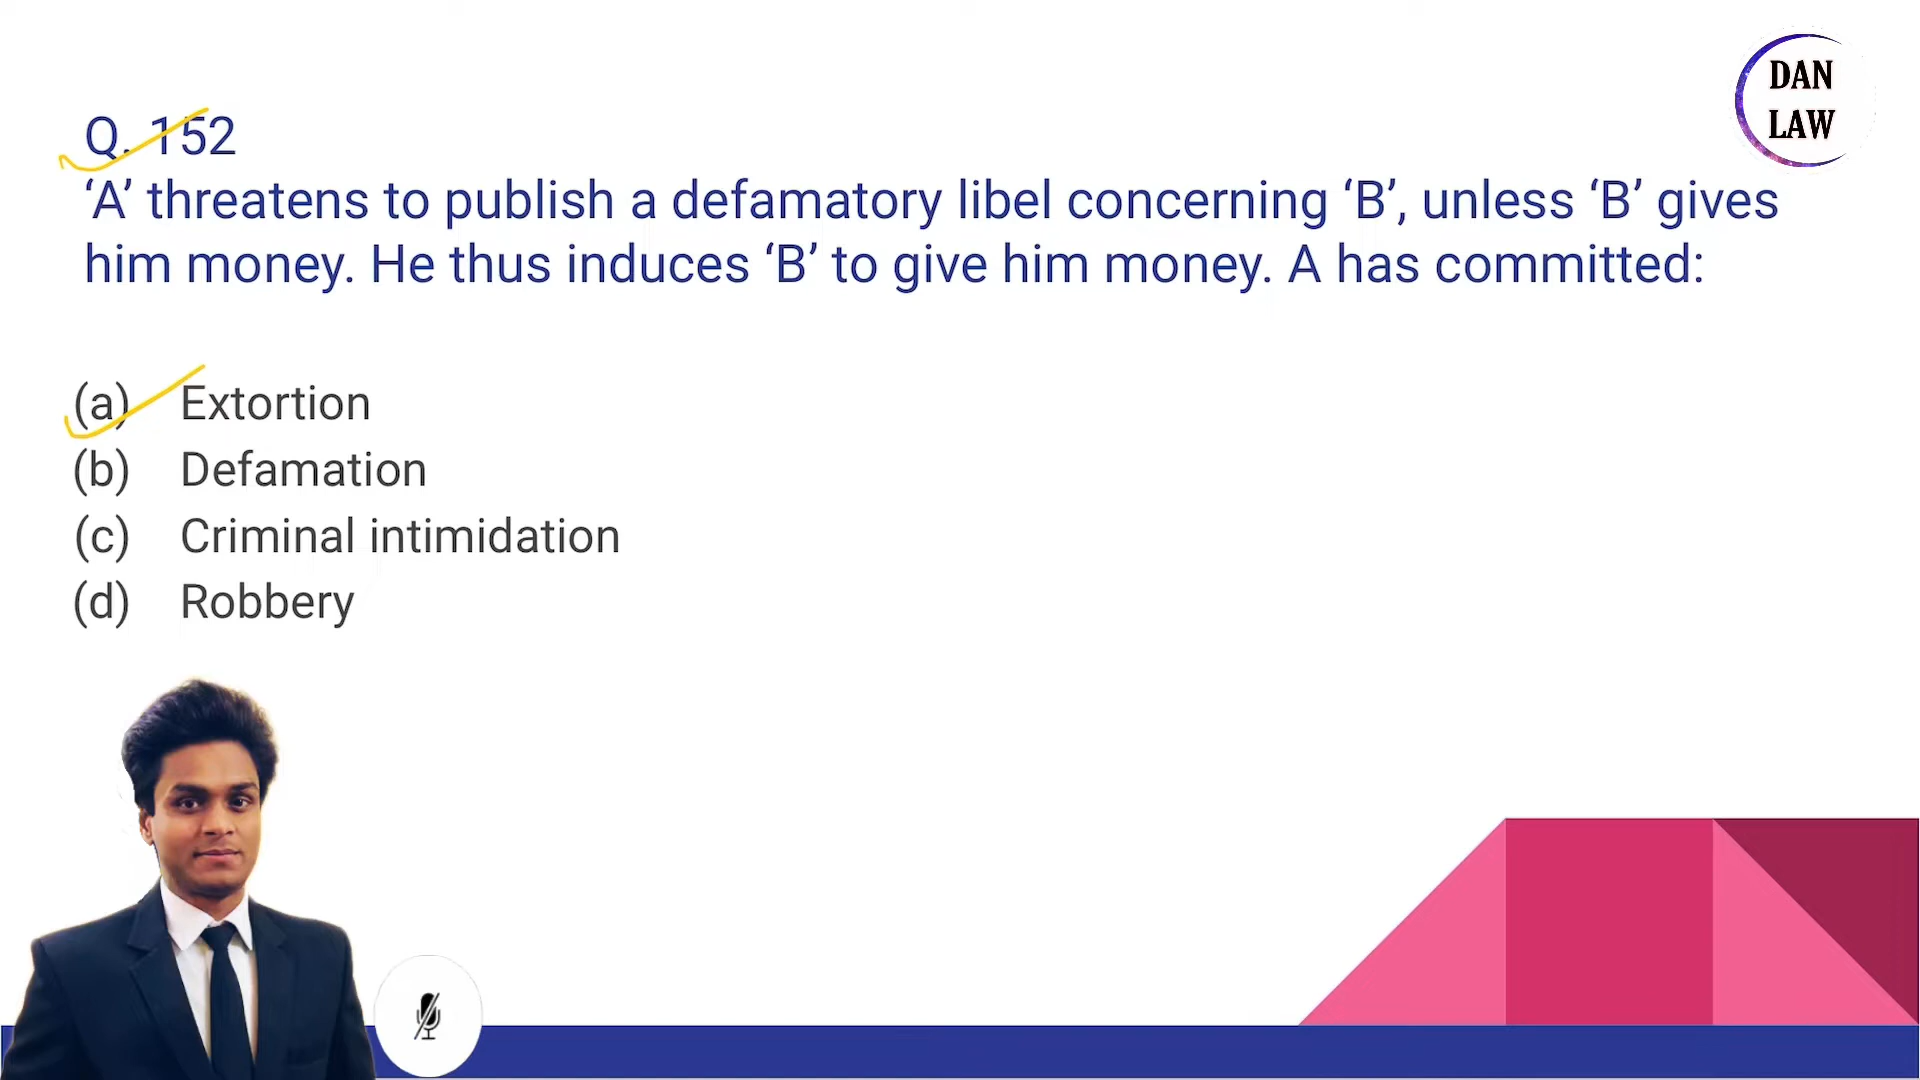 DAN
LAW
Q. 152
‘A’ threatens to publish a defamatory libel concerning ‘B’, unless ‘B’ gives
him money. He thus induces ‘B’ to give him money. A has committed:
(a) Extortion
(b) Defamation
(c) Criminal intimidation
(d) Robbery